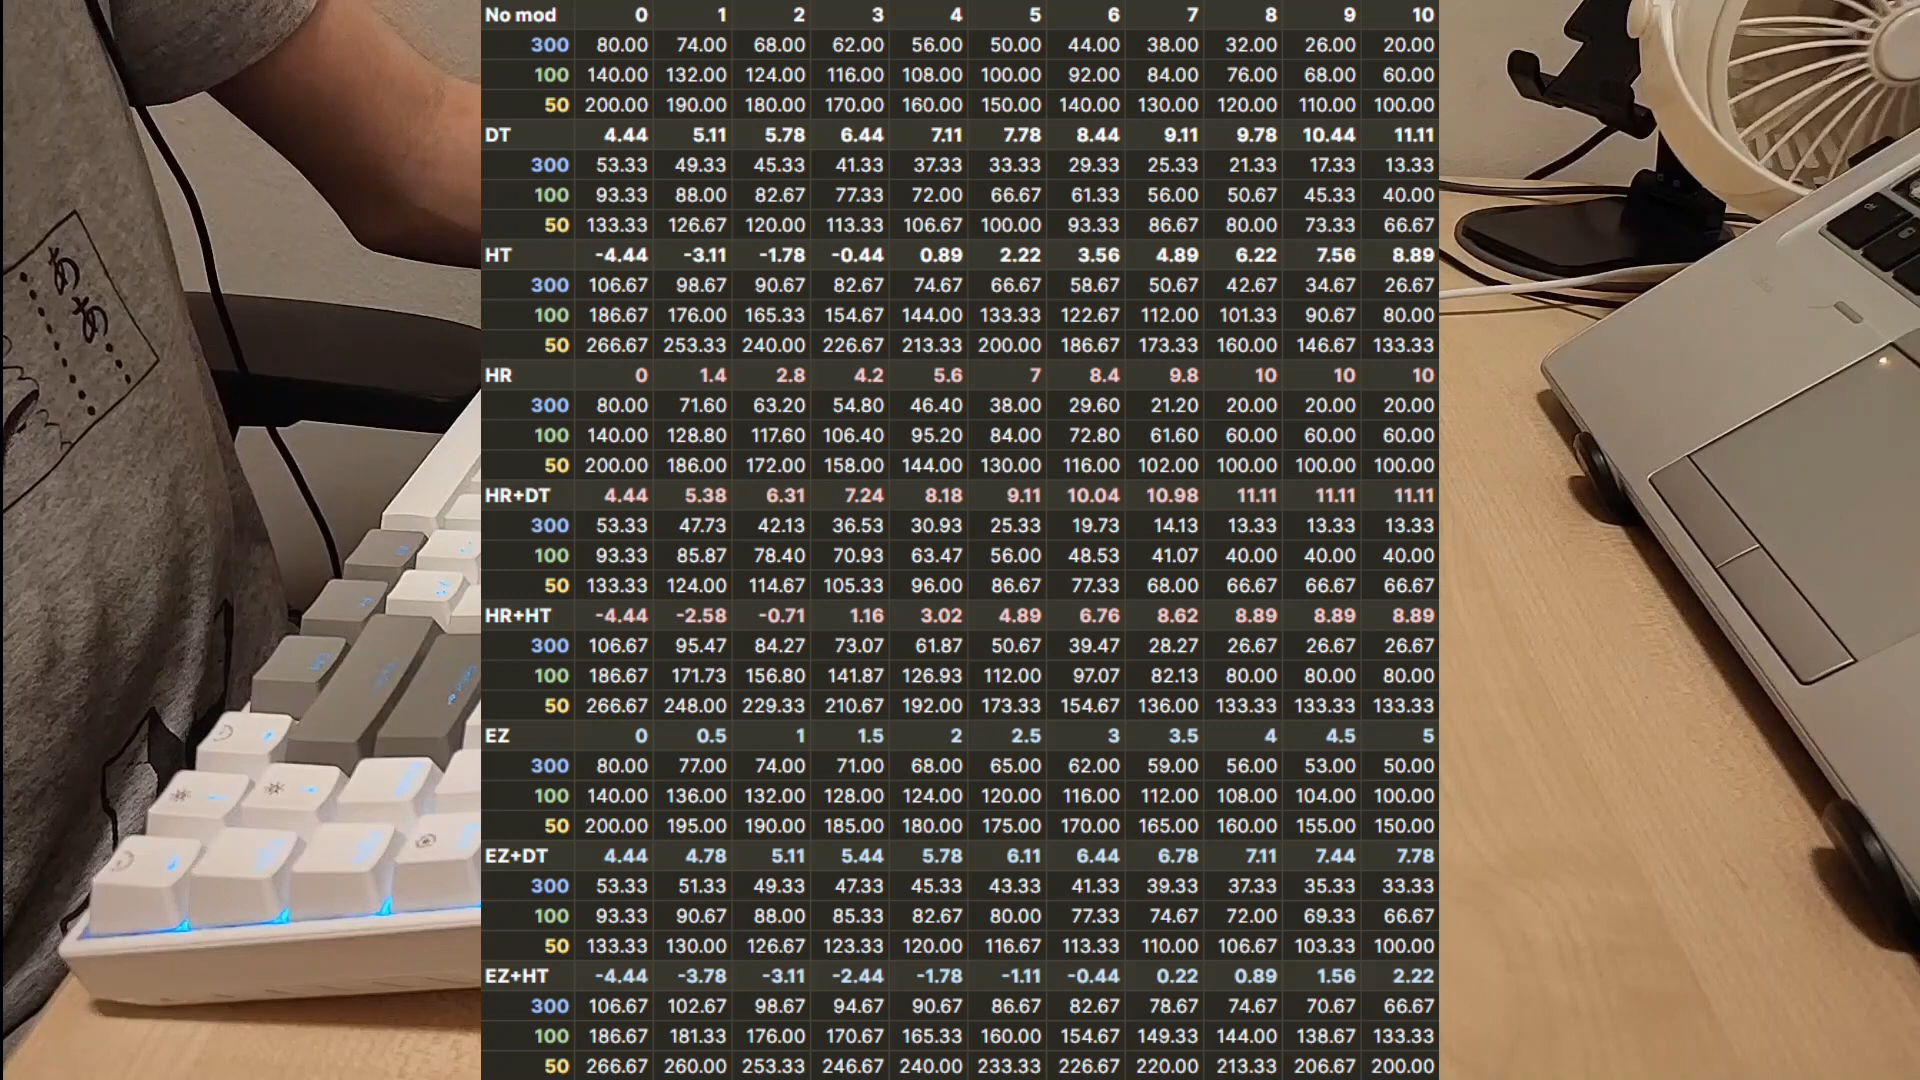 No mod 0 1 2 3 4 5 6 7 8 9 10
300 80.00 74.00 68.00 62.00 56.00 50.00 44.00 38.00 32.00 26.00 20.00
100 140.00 132.00 124.00 116.00 108.00 100.00 92.00 84.00 76.00 68.00 60.00
50 200.00 190.00 180.00 170.00 160.00 150.00 140.00 130.00 120.00 110.00 100.00
DT 4.44 5.11 5.78 6.44 7.11 7.78 8.44 9.11 9.78 10.44 11.11
300 53.33 49.33 45.33 41.33 37.33 33.33 29.33 25.33 21.33 17.33 13.33
100 93.33 88.00 82.67 77.33 72.00 66.67 61.33 56.00 50.67 45.33 40.00
50 133.33 126.67 120.00 113.33 106.67 100.00 93.33 86.67 80.00 73.33 66.67
HT -4.44 -3.11 -1.78 -0.44 0.89 2.22 3.56 4.89 6.22 7.56 8.89
300 106.67 98.67 90.67 82.67 74.67 66.67 58.67 50.67 42.67 34.67 26.67
100 186.67 176.00 165.33 154.67 144.00 133.33 122.67 112.00 101.33 90.67 80.00
50 266.67 253.33 240.00 226.67 213.33 200.00 186.67 173.33 160.00 146.67 133.33
HR 0 1.4 2.8 4.2 5.6 7 8.4 9.8 10 10 10
300 80.00 71.60 63.20 54.80 46.40 38.00 29.60 21.20 20.00 20.00 20.00
100 140.00 128.80 117.60 106.40 95.20 84.00 72.80 61.60 60.00 60.00 60.00
50 200.00 186.00 172.00 158.00 144.00 130.00 116.00 102.00 100.00 100.00 100.00
HR+DT 4.44 5.38 6.31 7.24 8.18 9.11 10.04 10.98 11.11 11.11 11.11
300 53.33 47.73 42.13 36.53 30.93 25.33 19.73 14.13 13.33 13.33 13.33
100 93.33 85.87 78.40 70.93 63.47 56.00 48.53 41.07 40.00 40.00 40.00
50 133.33 124.00 114.67 105.33 96.00 86.67 77.33 68.00 66.67 66.67 66.67
HR+HT -4.44 -2.58 -0.71 1.16 3.02 4.89 6.76 8.62 8.89 8.89 8.89
300 106.67 95.47 84.27 73.07 61.87 50.67 39.47 28.27 26.67 26.67 26.67
100 186.67 171.73 156.80 141.87 126.93 112.00 97.07 82.13 80.00 80.00 80.00
50 266.67 248.00 229.33 210.67 192.00 173.33 154.67 136.00 133.33 133.33 133.33
EZ 0 0.5 1 1.5 2 2.5 3 3.5 4 4.5 5
300 80.00 77.00 74.00 71.00 68.00 65.00 62.00 59.00 56.00 53.00 50.00
100 140.00 136.00 132.00 128.00 124.00 120.00 116.00 112.00 108.00 104.00 100.00
50 200.00 195.00 190.00 185.00 180.00 175.00 170.00 165.00 160.00 155.00 150.00
EZ+DT 4.44 4.78 5.11 5.44 5.78 6.11 6.44 6.78 7.11 7.44 7.78
300 53.33 51.33 49.33 47.33 45.33 43.33 41.33 39.33 37.33 35.33 33.33
100 93.33 90.67 88.00 85.33 82.67 80.00 77.33 74.67 72.00 69.33 66.67
50 133.33 130.00 126.67 123.33 120.00 116.67 113.33 110.00 106.67 103.33 100.00
EZ+HT -4.44 -3.78 -3.11 -2.44 -1.78 -1.11 -0.44 0.22 0.89 1.56 2.22
300 106.67 102.67 98.67 94.67 90.67 86.67 82.67 78.67 74.67 70.67 66.67
100 186.67 181.33 176.00 170.67 165.33 160.00 154.67 149.33 144.00 138.67 133.33
50 266.67 260.00 253.33 246.67 240.00 233.33 226.67 220.00 213.33 206.67 200.00
あ
あ